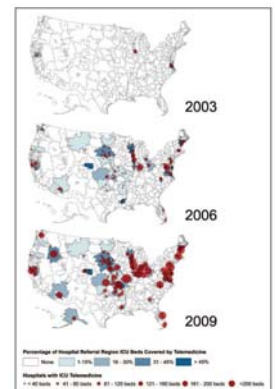 2003
2006
2009
Percentage of Hospital Referral Region ICU Beds Covered by Telemedicine
None 1-15% 16 - 30% 31 - 45% > 45%
Hospitals with ICU Telemedicine
< 40 beds 41 - 80 beds 81 - 120 beds 121 - 160 beds 161 - 200 beds >200 beds